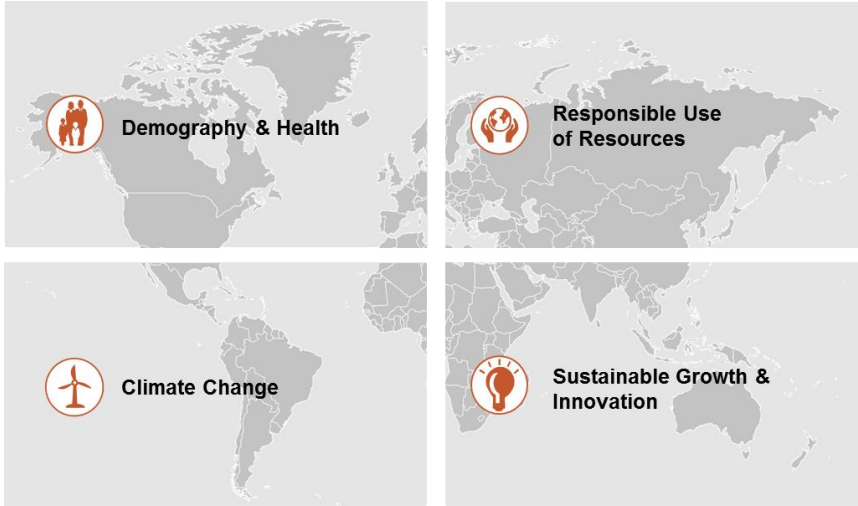 Demography & Health
Responsible Use
of Resources
Climate Change
Sustainable Growth &
Innovation